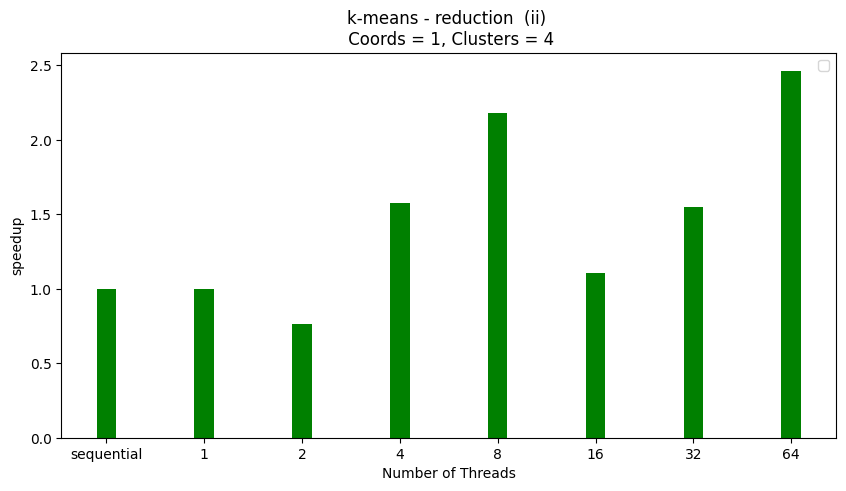 k-means - reduction  (ii)
Coords = 1, Clusters = 4
2.5
2.0
1.5
1.0
0.5
0.0
speedup
sequential 1 2 4 8 16 32 64
Number of Threads